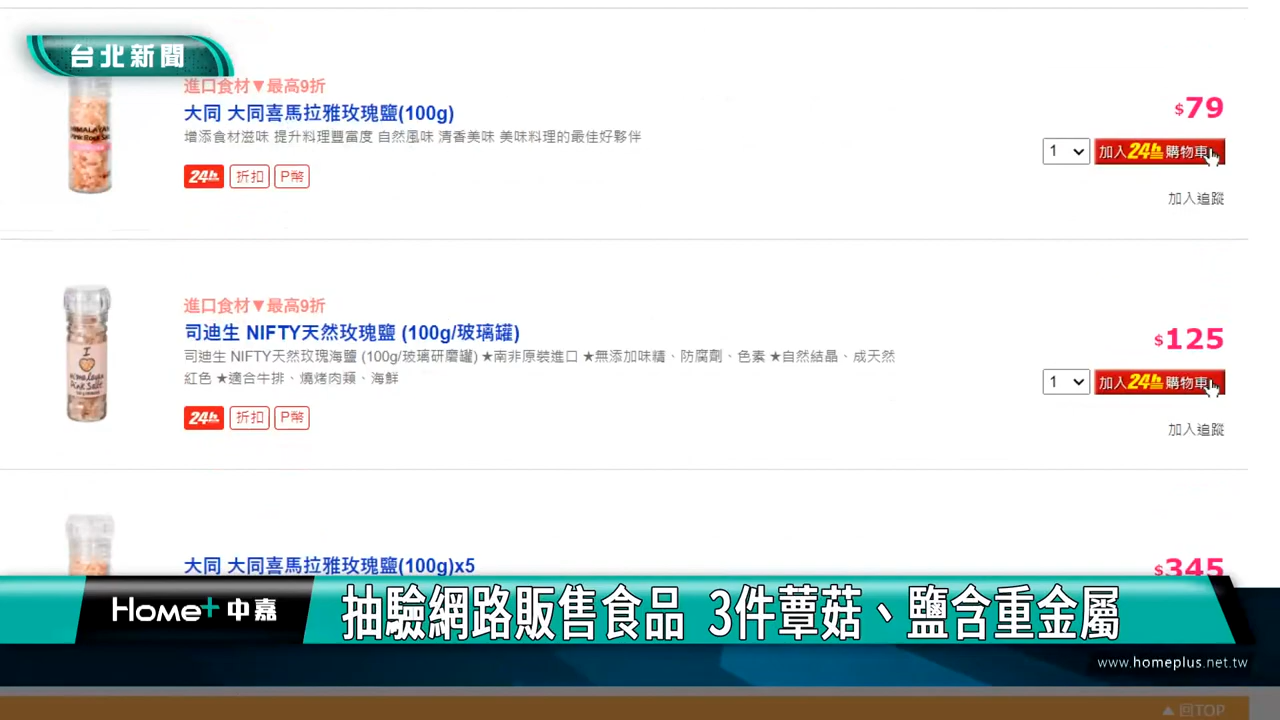 台北新聞
進口食材▼最高9折
大同 大同喜馬拉雅玫瑰鹽(100g)
增添食材滋味 提升料理豐富度 自然風味 清香美味 美味料理的最佳好夥伴
24h 折扣 P幣
$79
1 加入24h購物車
加入追蹤
進口食材▼最高9折
司迪生 NIFTY天然玫瑰鹽 (100g/玻璃罐)
司迪生 NIFTY天然玫瑰海鹽 (100g/玻璃研磨罐) ★南非原裝進口 ★無添加味精、防腐劑、色素 ★自然結晶、成天然
紅色 ★適合牛排、燒烤肉類、海鮮
24h 折扣 P幣
I
Himalayan
Pink Salt
$125
1 加入24h購物車
加入追蹤
大同 大同喜馬拉雅玫瑰鹽(100g)x5
$345
Home+ 中嘉
抽驗網路販售食品 3件蕈菇、鹽含重金屬
www.homeplus.net.tw
▲回TOP